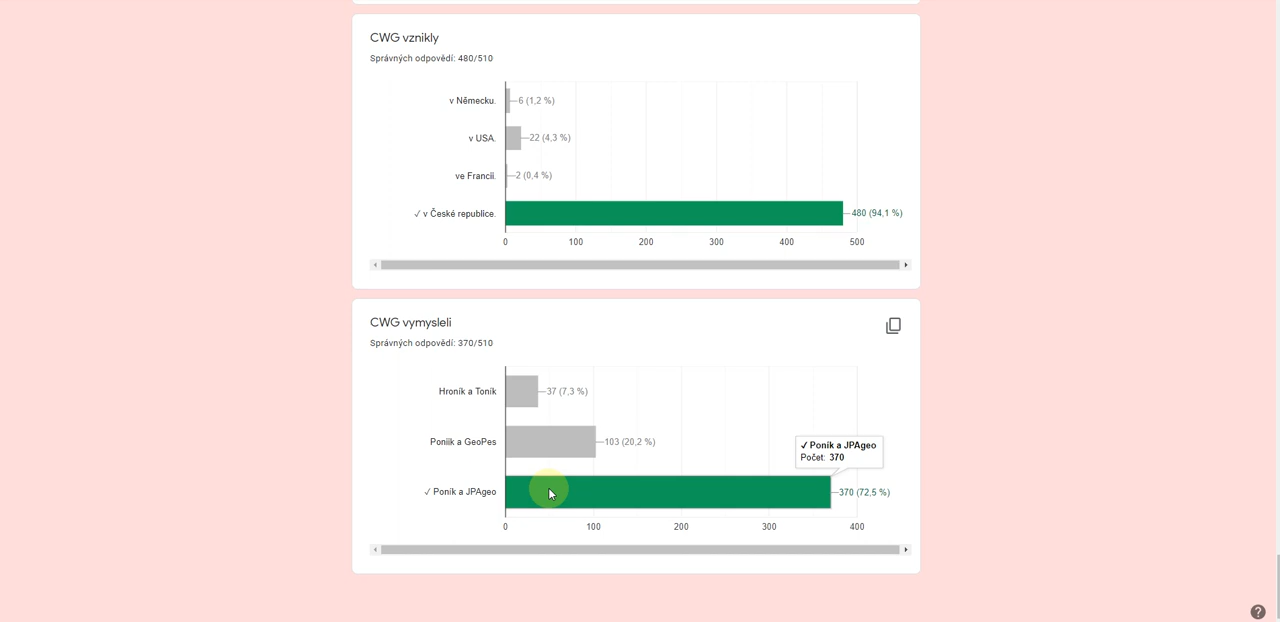 CWG vznikly
Správných odpovědí: 480/510
v Německu.
6 (1,2 %)
v USA.
22 (4,3 %)
ve Francii.
2 (0,4 %)
✓ v České republice.
480 (94,1 %)
0 100 200 300 400 500
CWG vymysleli
Správných odpovědí: 370/510
Hroník a Toník
37 (7,3 %)
Poniik a GeoPes
103 (20,2 %)
✓ Poník a JPAgeo
Počet: 370
✓ Poník a JPAgeo
370 (72,5 %)
0 100 200 300 400
?